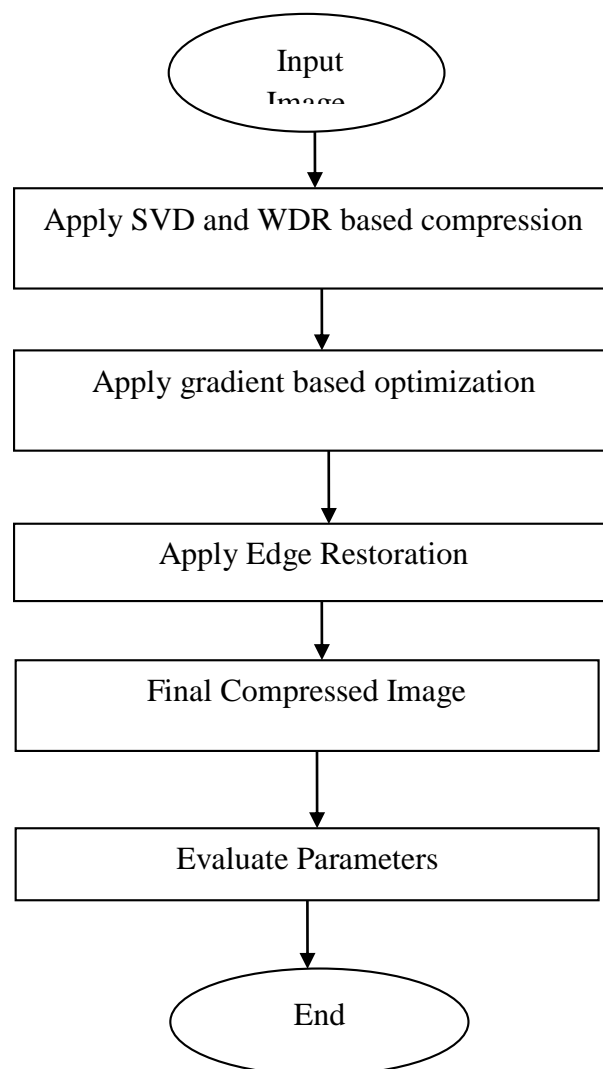 Input
Image
Apply SVD and WDR based compression
Apply gradient based optimization
Apply Edge Restoration
Final Compressed Image
Evaluate Parameters
End